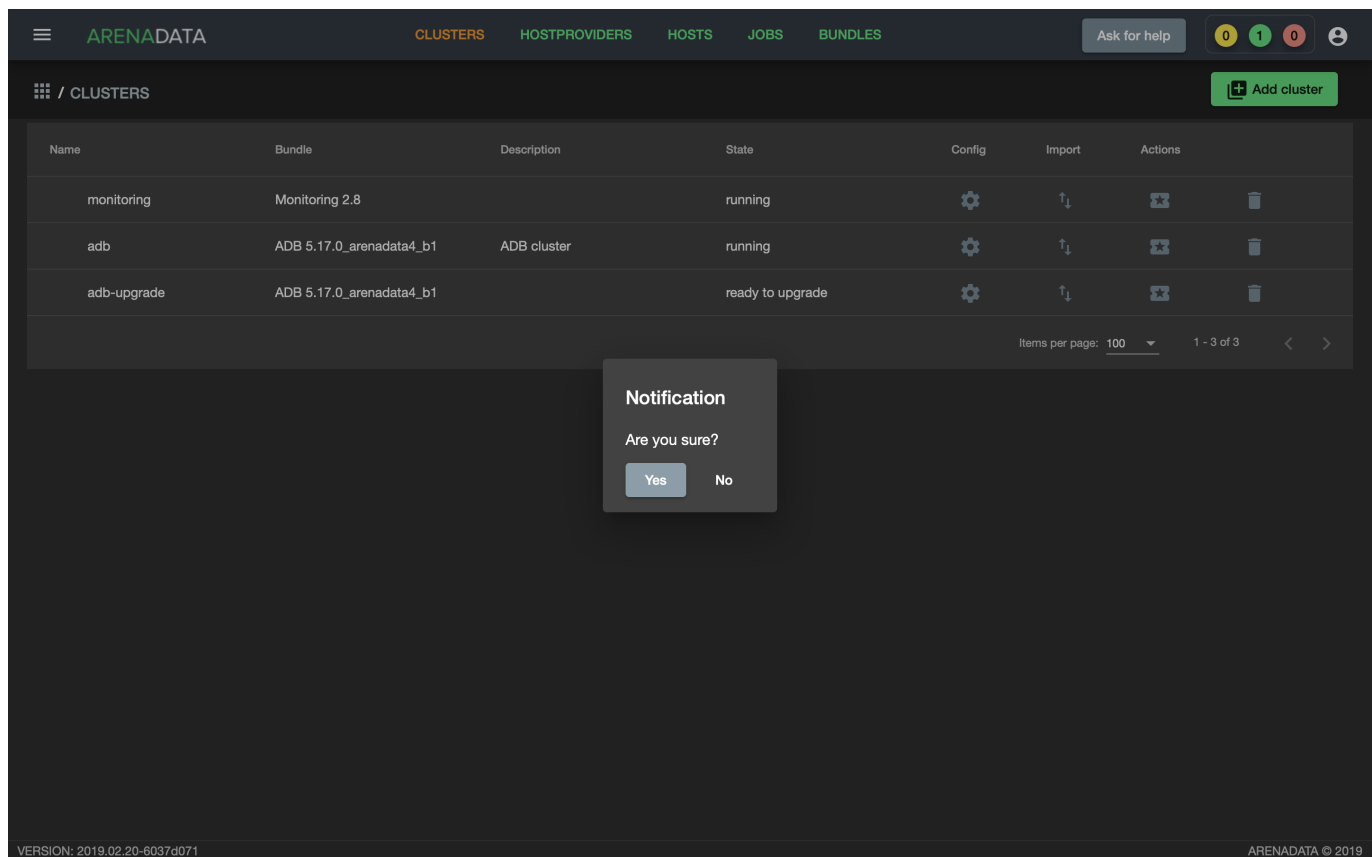 ARENADATA CLUSTERS HOSTPROVIDERS HOSTS JOBS BUNDLES Ask for help 0 1 0
/ CLUSTERS Add cluster
Name Bundle Description State Config Import Actions
monitoring Monitoring 2.8 running
adb ADB 5.17.0_arenadata4_b1 ADB cluster running
adb-upgrade ADB 5.17.0_arenadata4_b1 ready to upgrade
Items per page: 100 1 - 3 of 3
Notification
Are you sure?
Yes No
VERSION: 2019.02.20-6037d071 ARENADATA © 2019